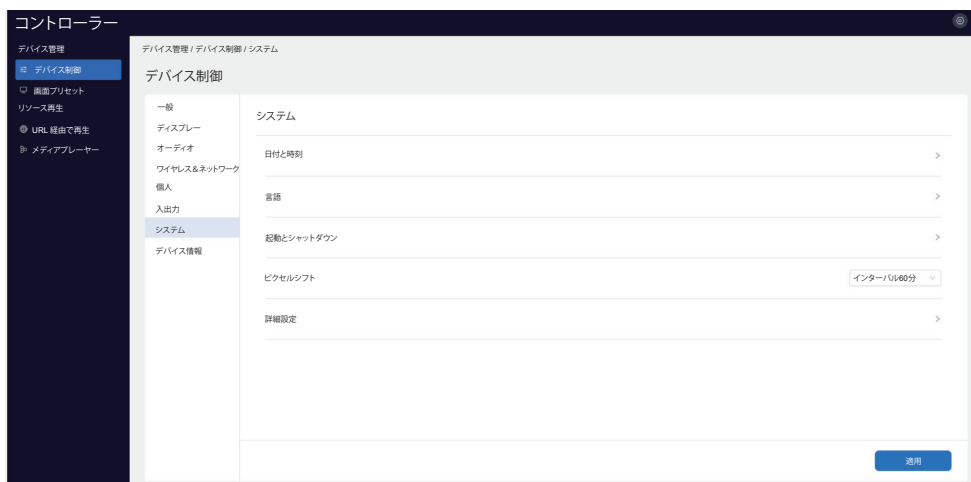 コントローラー
デバイス管理
デバイス制御
画面プリセット
リソース再生
URL 経由で再生
メディアプレーヤー
デバイス管理 / デバイス制御 / システム
デバイス制御
一般
ディスプレー
オーディオ
ワイヤレス＆ネットワーク
個人
入出力
システム
デバイス情報
システム
日付と時刻
言語
起動とシャットダウン
ピクセルシフト
インターバル60分
詳細設定
適用